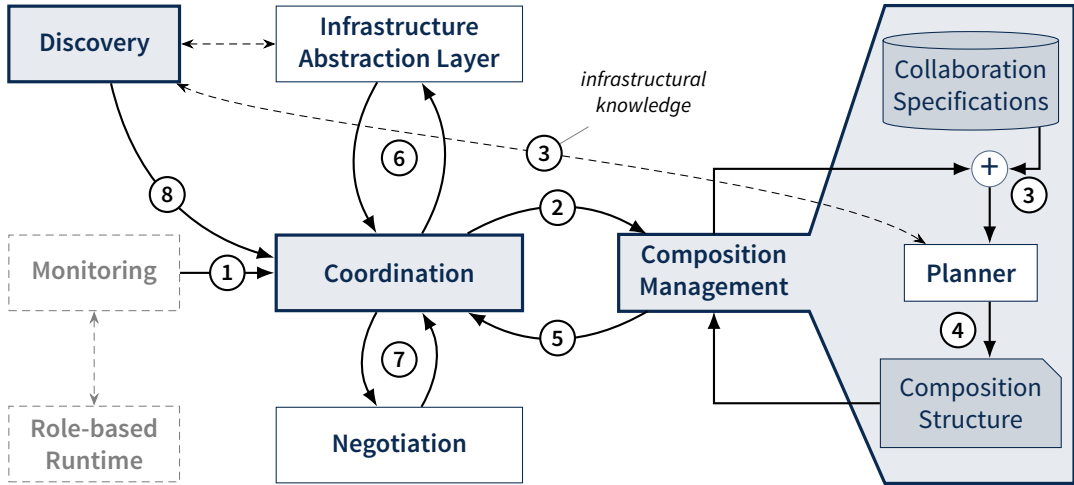 Discovery
Infrastructure
Abstraction Layer
infrastructural
knowledge
Collaboration
Specifications
3
6
+
3
8
2
Monitoring
1
Coordination
Composition
Management
Planner
5
4
7
Role-based
Runtime
Negotiation
Composition
Structure